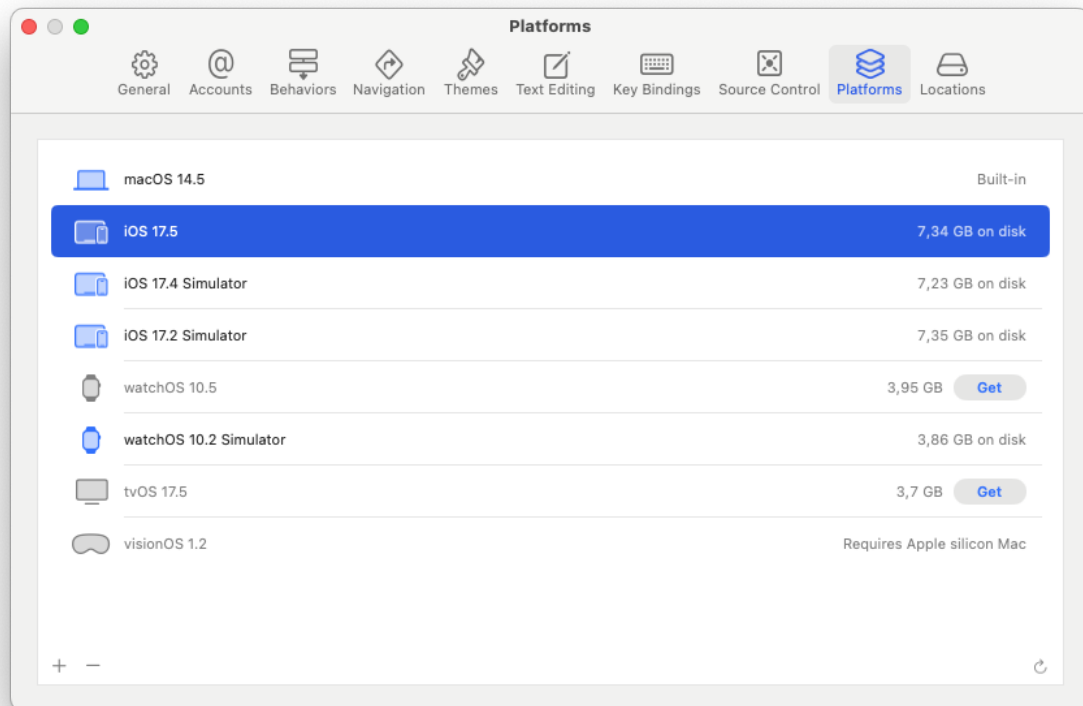 Platforms
General Accounts Behaviors Navigation Themes Text Editing Key Bindings Source Control Platforms Locations
macOS 14.5 Built-in
iOS 17.5 7,34 GB on disk
iOS 17.4 Simulator 7,23 GB on disk
iOS 17.2 Simulator 7,35 GB on disk
watchOS 10.5 3,95 GB Get
watchOS 10.2 Simulator 3,86 GB on disk
tvOS 17.5 3,7 GB Get
visionOS 1.2 Requires Apple silicon Mac